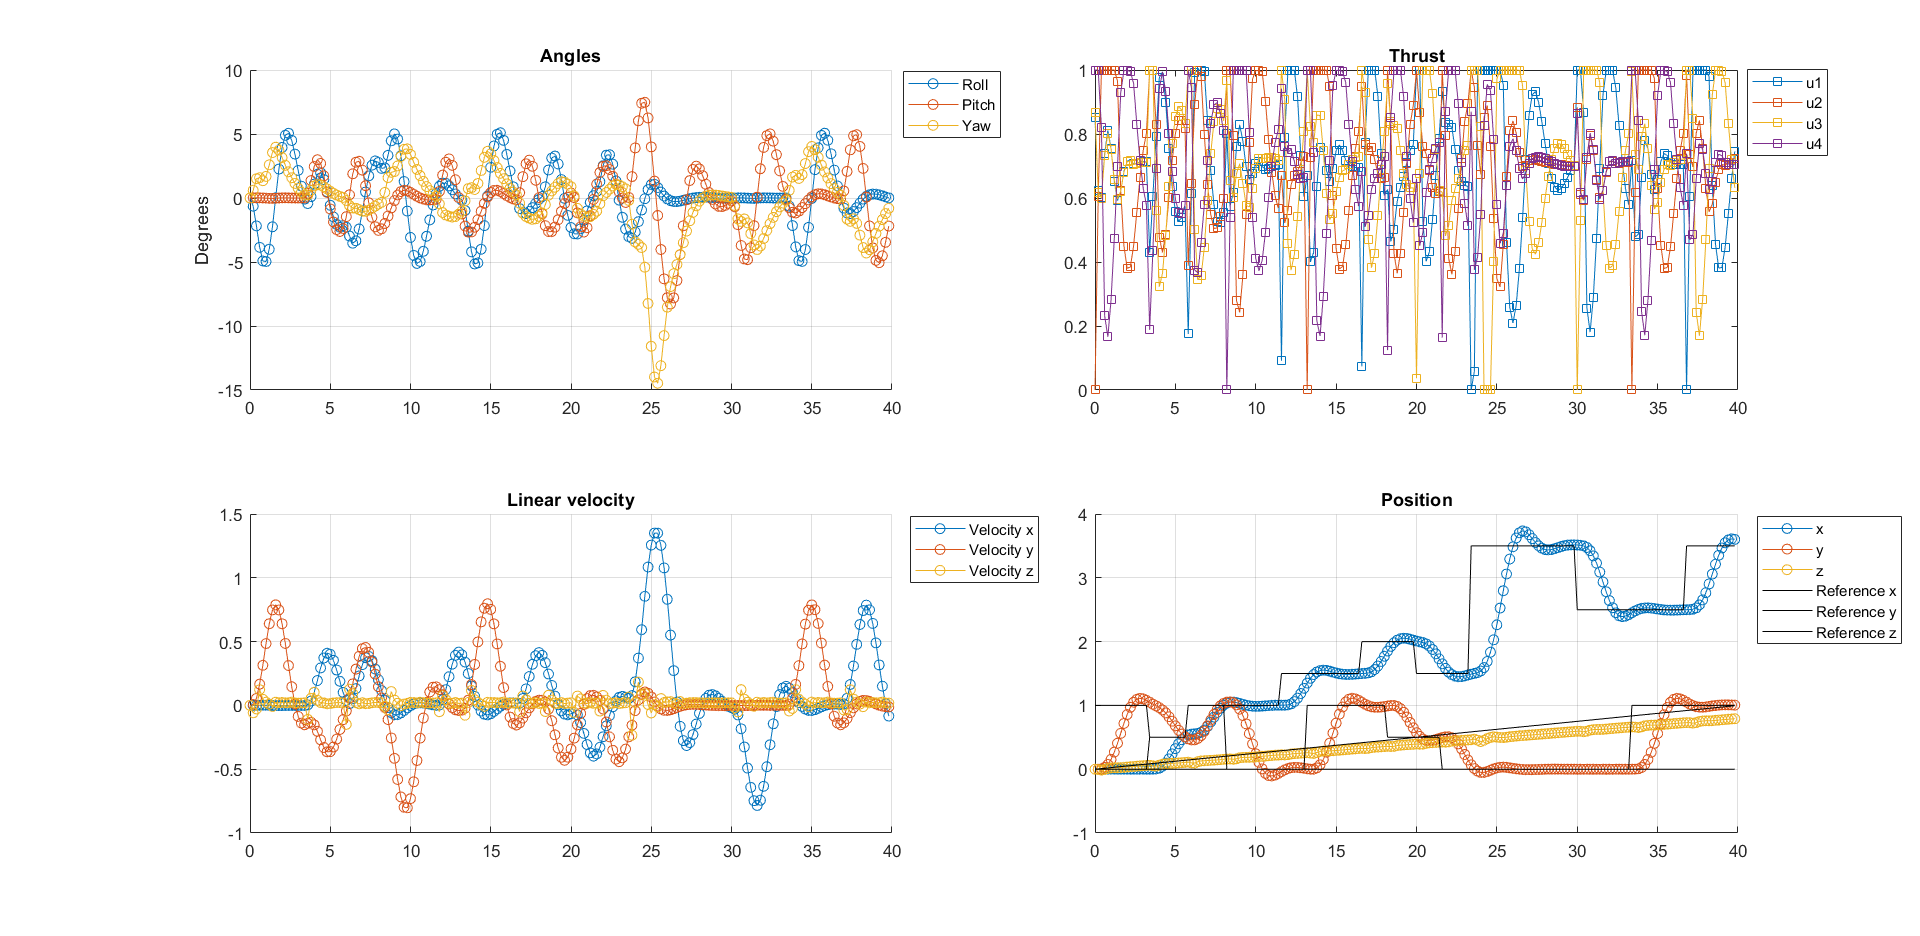 Angles
10
5
0
-5
-10
-15
Degrees
0 5 10 15 20 25 30 35 40
Roll
Pitch
Yaw
Thrust
1
0.8
0.6
0.4
0.2
0
0 5 10 15 20 25 30 35 40
u1
u2
u3
u4
Linear velocity
1.5
1
0.5
0
-0.5
-1
0 5 10 15 20 25 30 35 40
Velocity x
Velocity y
Velocity z
Position
4
3
2
1
0
-1
0 5 10 15 20 25 30 35 40
x
y
z
Reference x
Reference y
Reference z